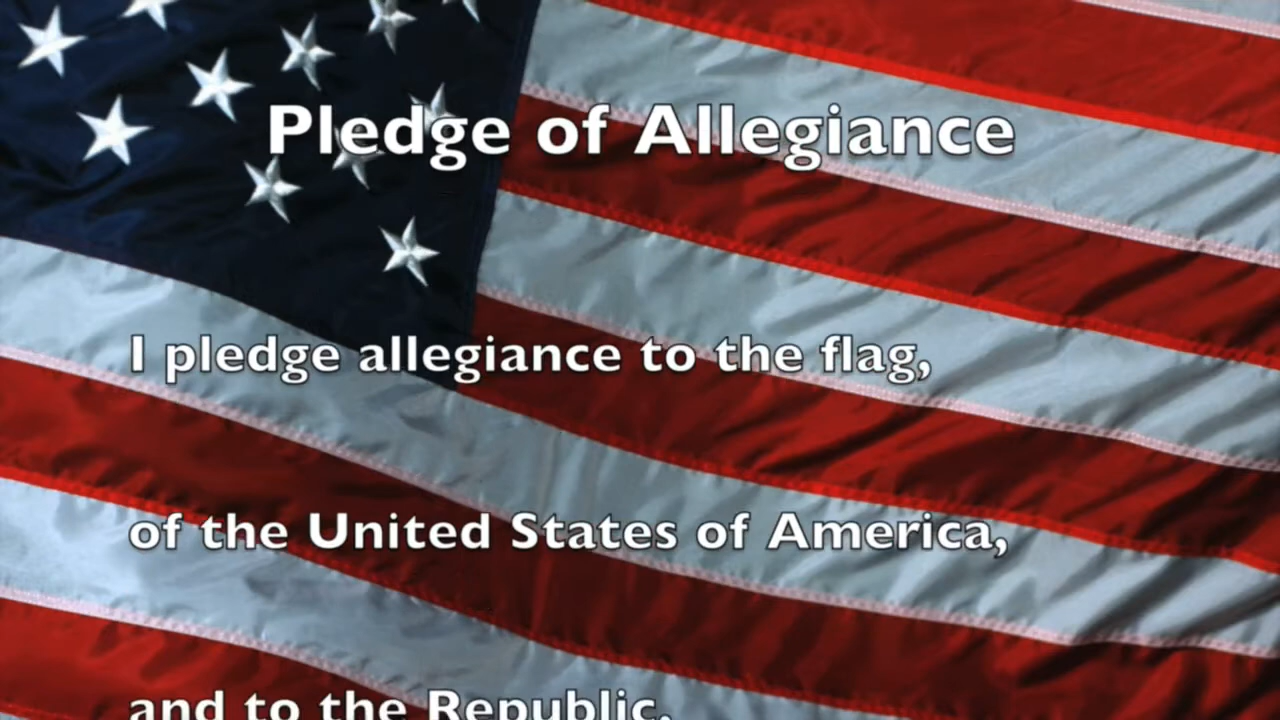 Pledge of Allegiance
I pledge allegiance to the flag,
of the United States of America,
and to the Republic,